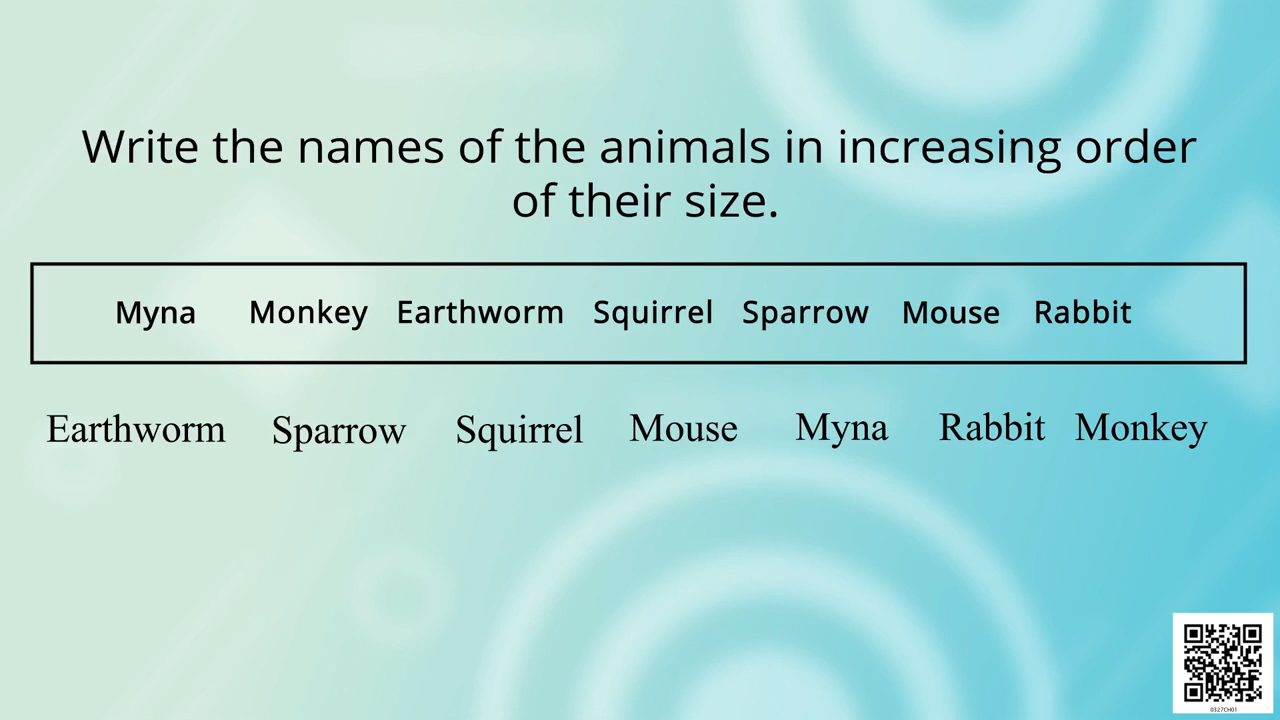 Write the names of the animals in increasing order
of their size.
Myna Monkey Earthworm Squirrel Sparrow Mouse Rabbit
Earthworm Sparrow Squirrel Mouse Myna Rabbit Monkey
0327CH01